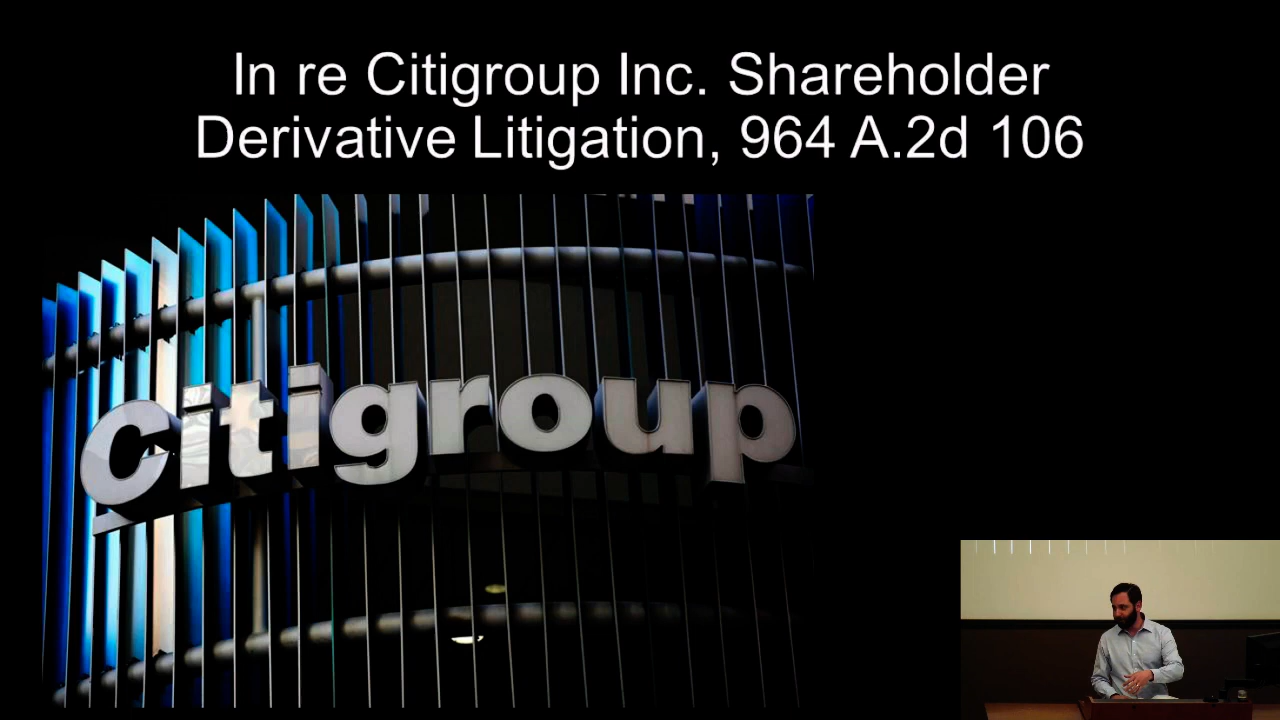 In re Citigroup Inc. Shareholder
Derivative Litigation, 964 A.2d 106
Citigroup